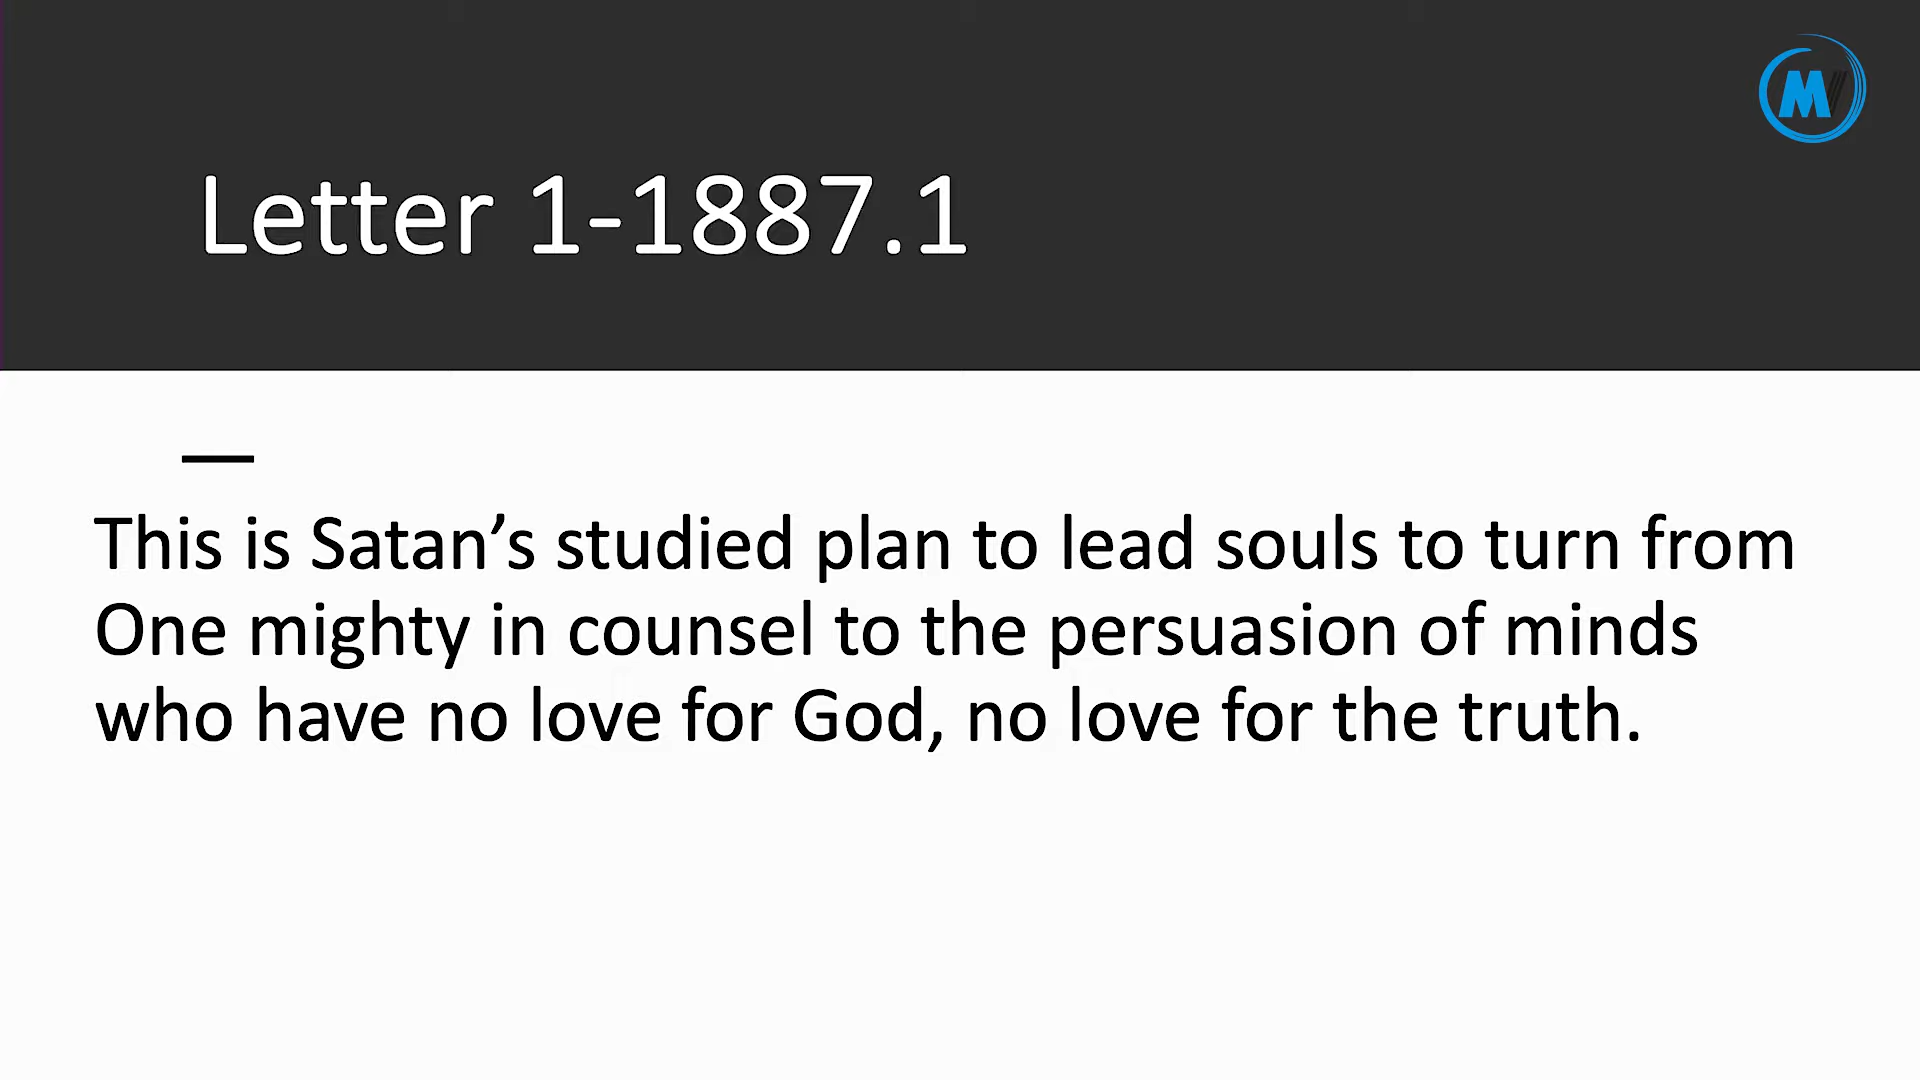 M
Letter 1-1887.1
This is Satan’s studied plan to lead souls to turn from
One mighty in counsel to the persuasion of minds
who have no love for God, no love for the truth.